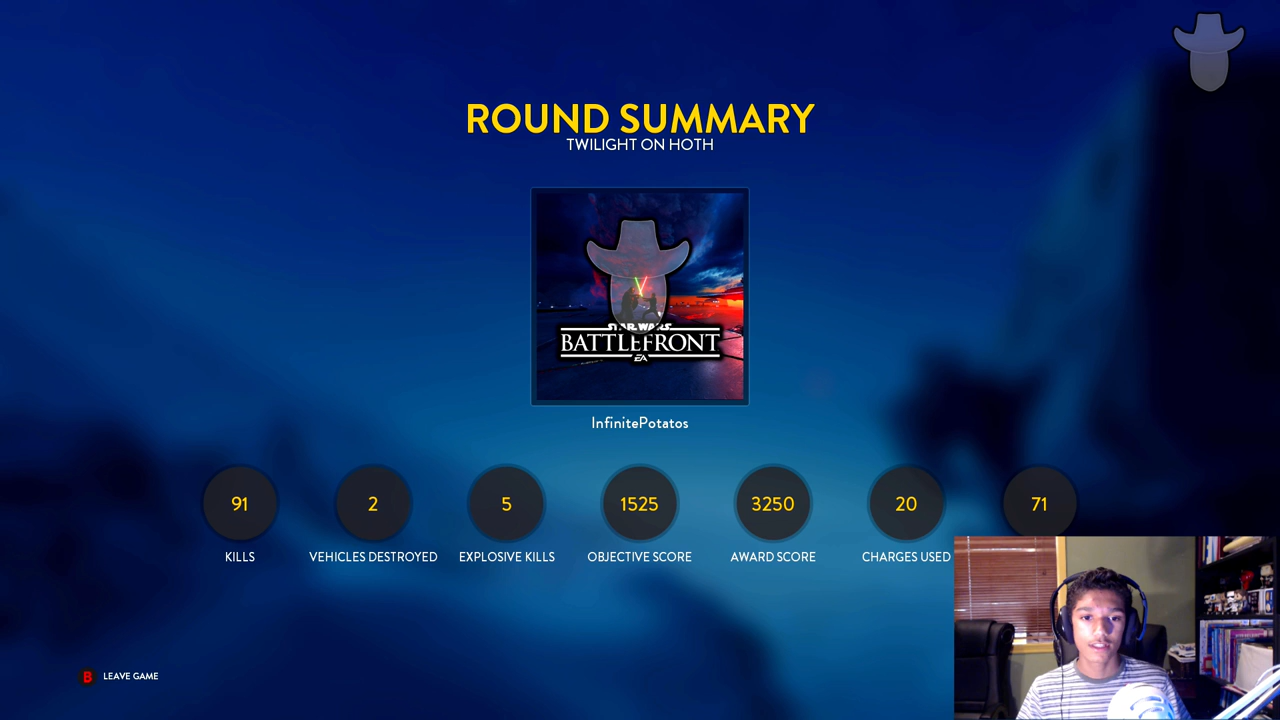 ROUND SUMMARY
TWILIGHT ON HOTH
STAR WARS
BATTLEFRONT
EA
InfinitePotatos
91
2
5
1525
3250
20
71
KILLS
VEHICLES DESTROYED
EXPLOSIVE KILLS
OBJECTIVE SCORE
AWARD SCORE
CHARGES USED
B LEAVE GAME